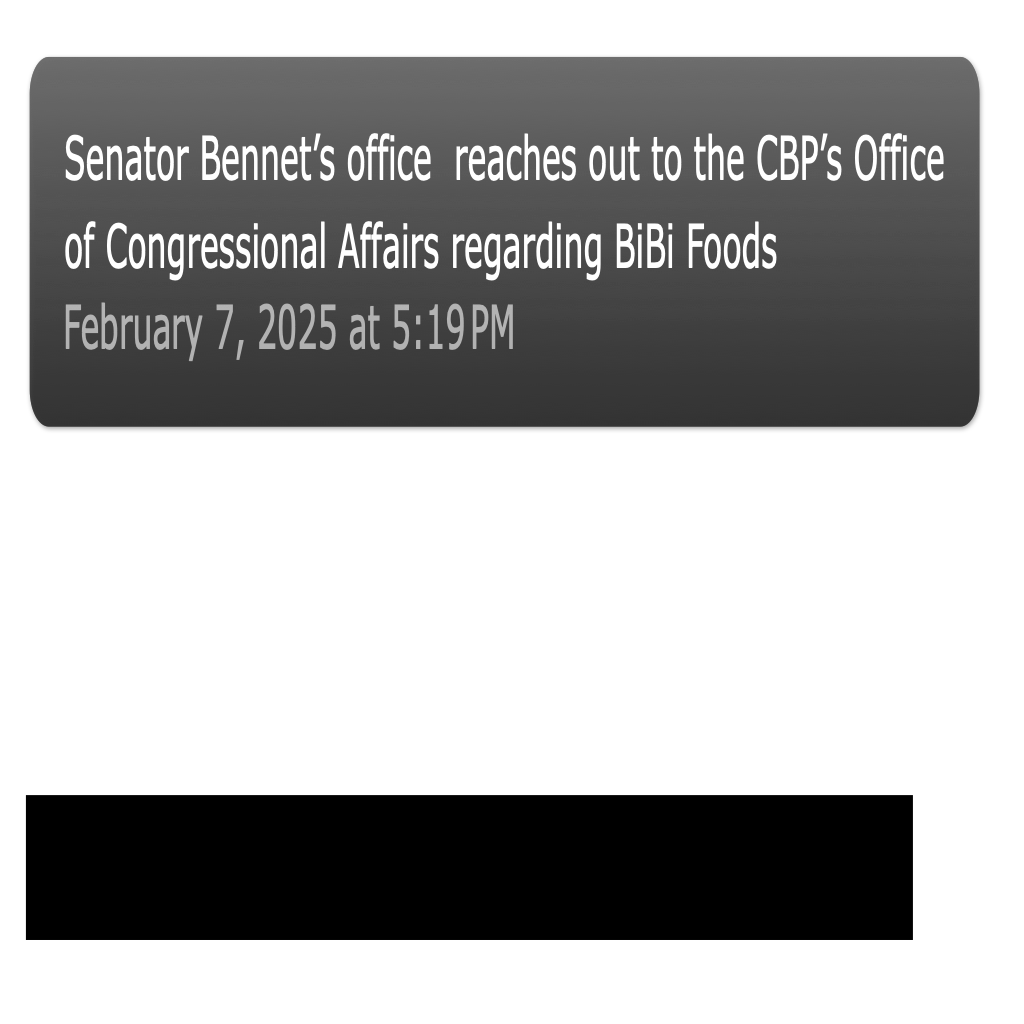 Senator Bennet’s office  reaches out to the CBP’s Office
of Congressional Affairs regarding BiBi Foods
February 7, 2025 at 5:19 PM